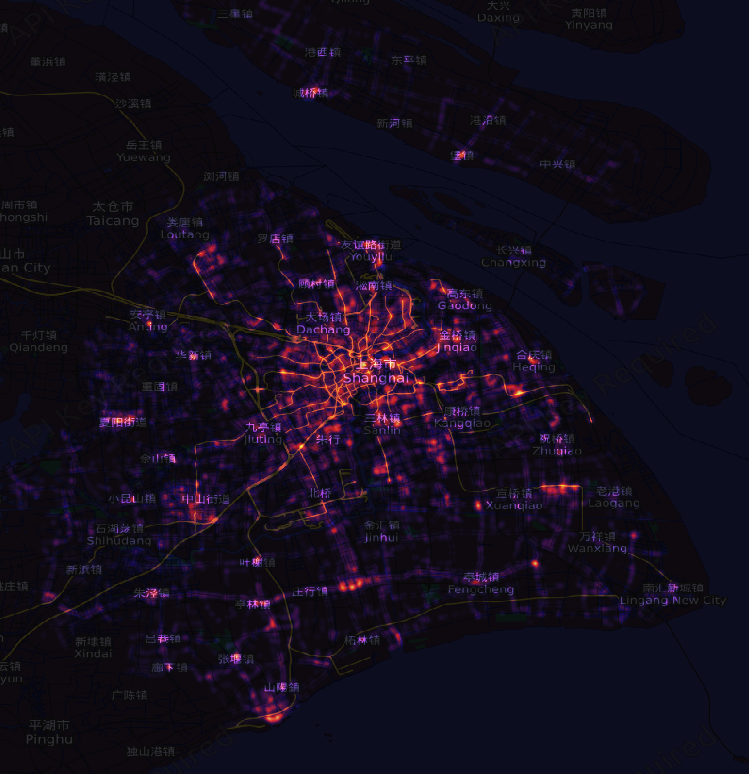 大兴
Daxing
寅阳镇
Yinyang
三星镇
港西镇
东平镇
璜泾镇
城桥镇
沙溪镇
新河镇
港沿镇
岳王镇
Yuewang
堡镇
中兴镇
浏河镇
周市镇
太仓市
Taicang
娄塘镇
Loutang
罗店镇
友谊路街道
Youyilu
长兴镇
Changxing
顾村镇
淞南镇
高东镇
Gaodong
安亭镇
Anting
大场镇
Dachang
千灯镇
Qiandeng
金桥镇
Jinqiao
华新镇
合庆镇
Heqing
上海市
Shanghai
重固镇
夏阳街道
九亭镇
Jiuting
三林镇
Sanlin
康桥镇
Kangqiao
朱行
祝桥镇
Zhuqiao
佘山镇
小昆山镇
中山街道
北桥
宣桥镇
Xuanqiao
老港镇
Laogang
石湖荡镇
Shihudang
金汇镇
Jinhui
万祥镇
Wanxiang
新浜镇
叶榭镇
朱泾镇
庄行镇
奉城镇
Fengcheng
南汇新城镇
Lingang New City
亭林镇
吕巷镇
新埭镇
Xindai
柘林镇
张堰镇
廊下镇
山阳镇
广陈镇
平湖市
Pinghu
独山港镇